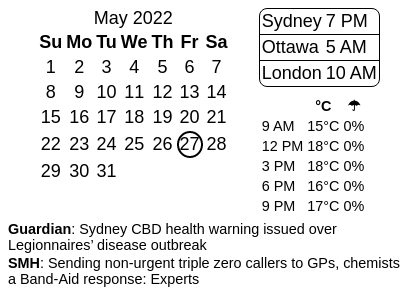 May 2022
Su Mo Tu We Th Fr Sa
1 2 3 4 5 6 7
8 9 10 11 12 13 14
15 16 17 18 19 20 21
22 23 24 25 26 27 28
29 30 31
Sydney 7 PM
Ottawa 5 AM
London 10 AM
°C ☂
9 AM 15°C 0%
12 PM 18°C 0%
3 PM 18°C 0%
6 PM 16°C 0%
9 PM 17°C 0%
Guardian: Sydney CBD health warning issued over
Legionnaires’ disease outbreak
SMH: Sending non-urgent triple zero callers to GPs, chemists
a Band-Aid response: Experts